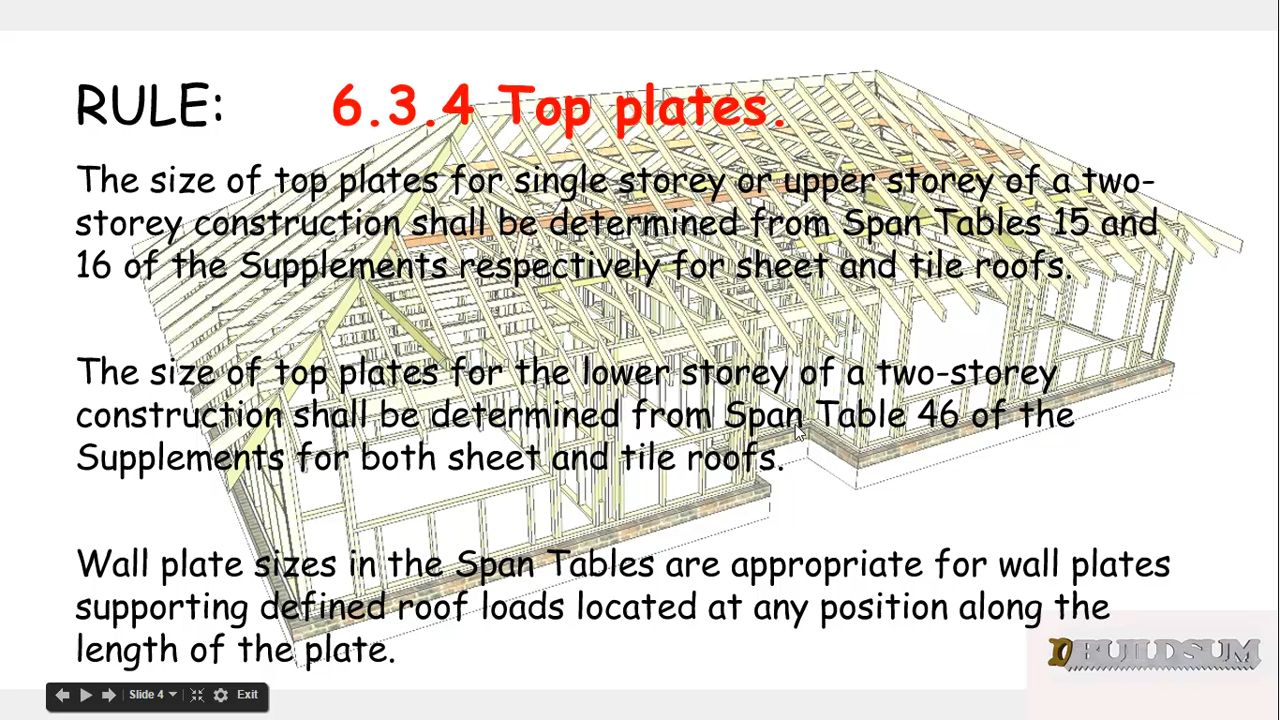 RULE: 6.3.4 Top plates.
The size of top plates for single storey or upper storey of a two-
storey construction shall be determined from Span Tables 15 and
16 of the Supplements respectively for sheet and tile roofs.
The size of top plates for the lower storey of a two-storey
construction shall be determined from Span Table 46 of the
Supplements for both sheet and tile roofs.
Wall plate sizes in the Span Tables are appropriate for wall plates
supporting defined roof loads located at any position along the
length of the plate.
BUILDSUM
Slide 4 Exit